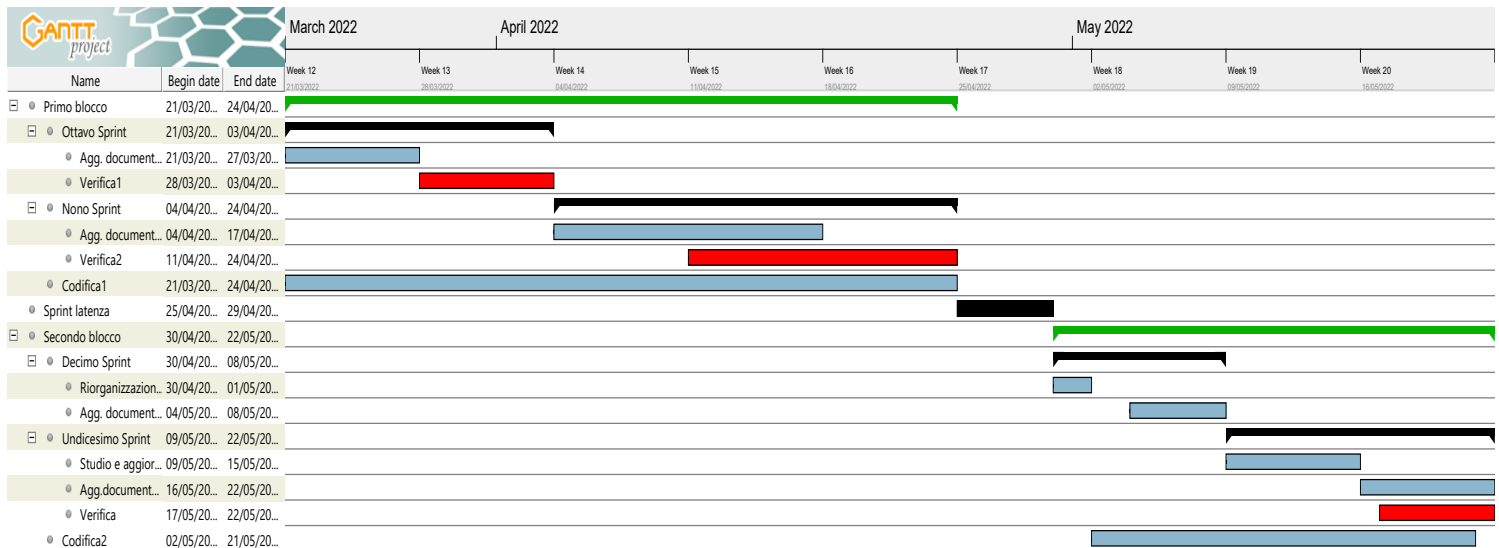 GANTT
project
March 2022 April 2022 May 2022
Week 12 Week 13 Week 14 Week 15 Week 16 Week 17 Week 18 Week 19 Week 20
21/03/2022 28/03/2022 04/04/2022 11/04/2022 18/04/2022 25/04/2022 02/05/2022 09/05/2022 16/05/2022
Name Begin date End date
Primo blocco 21/03/20... 24/04/20...
Ottavo Sprint 21/03/20... 03/04/20...
Agg. document... 21/03/20... 27/03/20...
Verifica1 28/03/20... 03/04/20...
Nono Sprint 04/04/20... 24/04/20...
Agg. document... 04/04/20... 17/04/20...
Verifica2 11/04/20... 24/04/20...
Codifica1 21/03/20... 24/04/20...
Sprint latenza 25/04/20... 29/04/20...
Secondo blocco 30/04/20... 22/05/20...
Decimo Sprint 30/04/20... 08/05/20...
Riorganizzazion... 30/04/20... 01/05/20...
Agg. document... 04/05/20... 08/05/20...
Undicesimo Sprint 09/05/20... 22/05/20...
Studio e aggior... 09/05/20... 15/05/20...
Agg.document... 16/05/20... 22/05/20...
Verifica 17/05/20... 22/05/20...
Codifica2 02/05/20... 21/05/20...